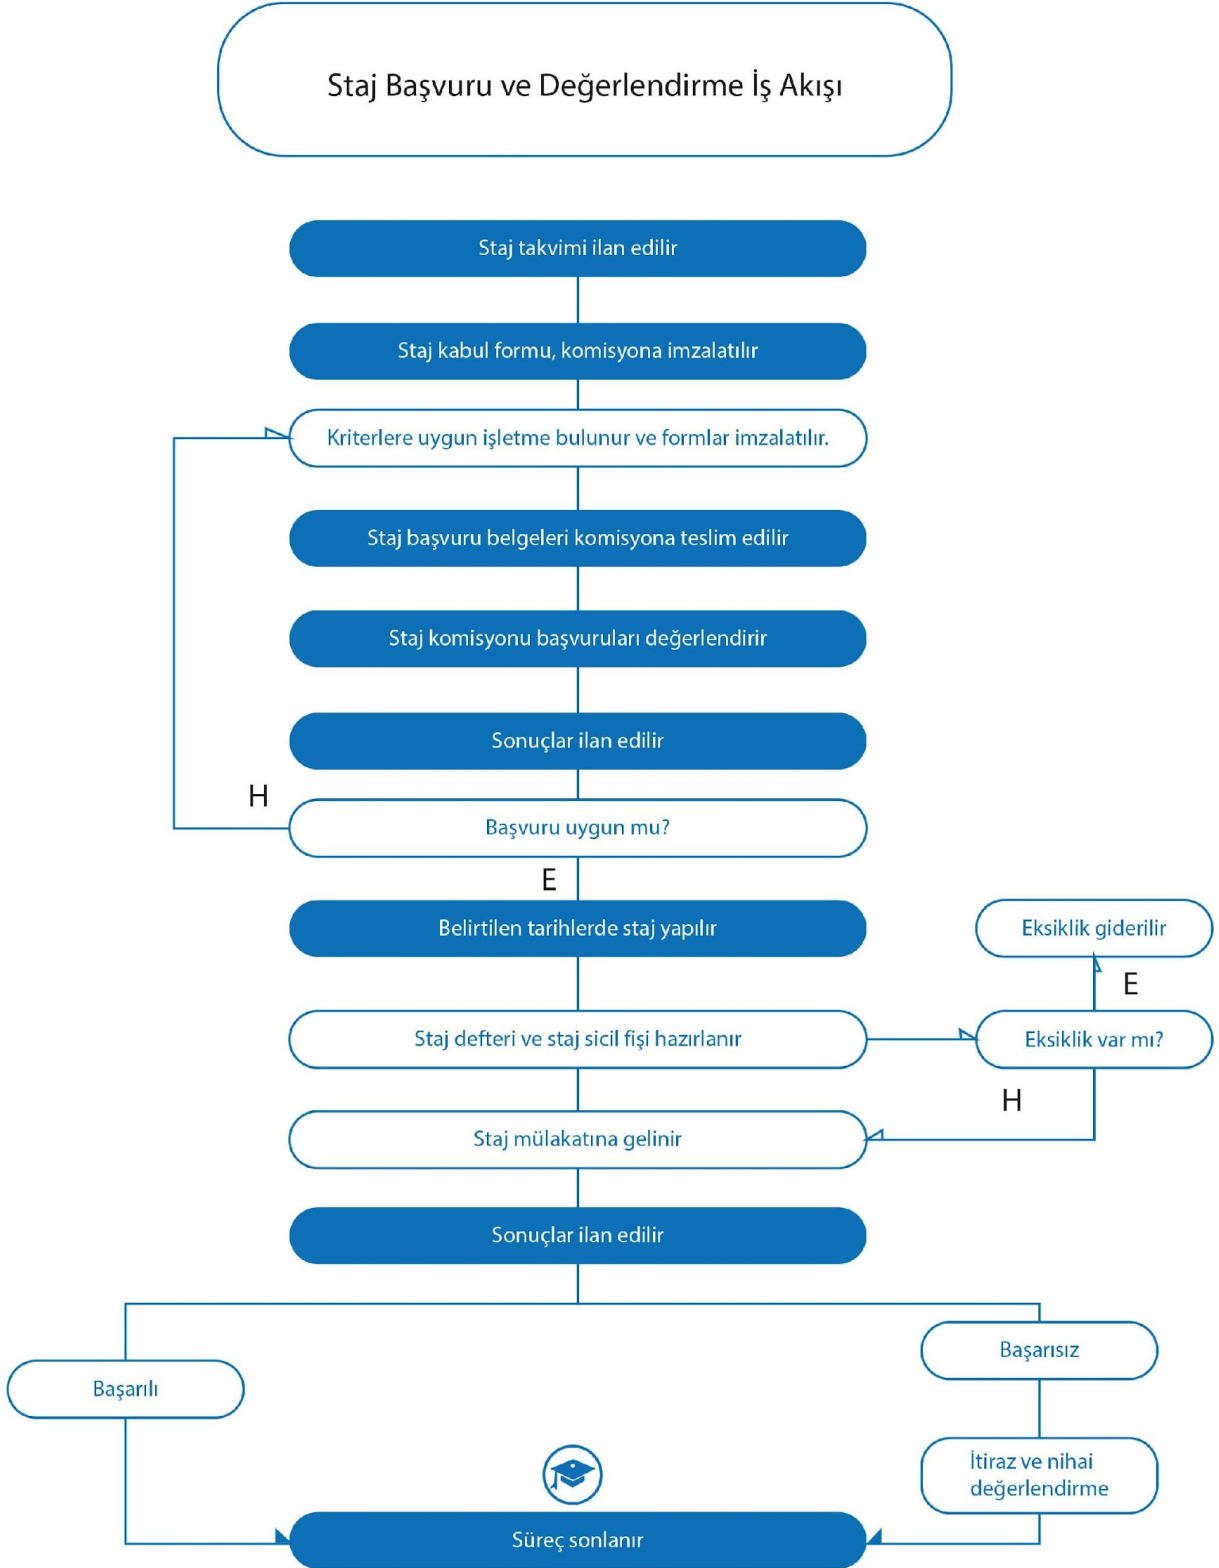 Staj Başvuru ve Değerlendirme İş Akışı
Staj takvimi ilan edilir
Staj kabul formu, komisyona imzalatılır
Kriterlere uygun işletme bulunur ve formlar imzalatılır.
Staj başvuru belgeleri komisyona teslim edilir
Staj komisyonu başvuruları değerlendirir
Sonuçlar ilan edilir
H
Başvuru uygun mu?
E
Belirtilen tarihlerde staj yapılır
Eksiklik giderilir
E
Staj defteri ve staj sicil fişi hazırlanır
Eksiklik var mı?
H
Staj mülakatına gelinir
Sonuçlar ilan edilir
Başarısız
Başarılı
İtiraz ve nihai
değerlendirme
Süreç sonlanır